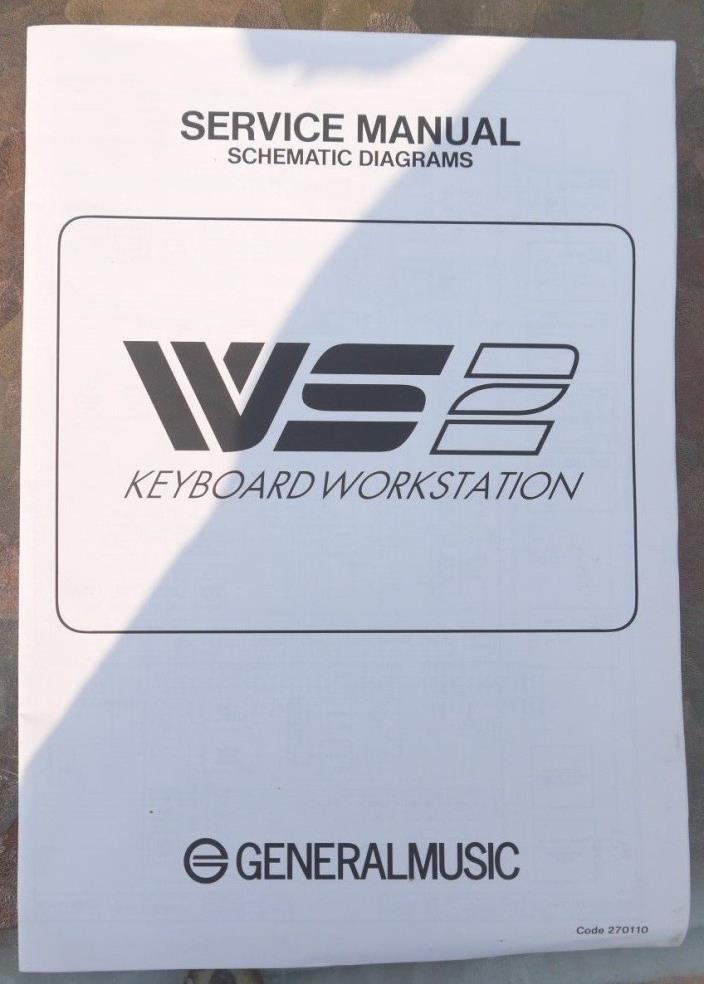 SERVICE MANUAL
SCHEMATIC DIAGRAMS
WS2
KEYBOARD WORKSTATION
GENERALMUSIC
Code 270110